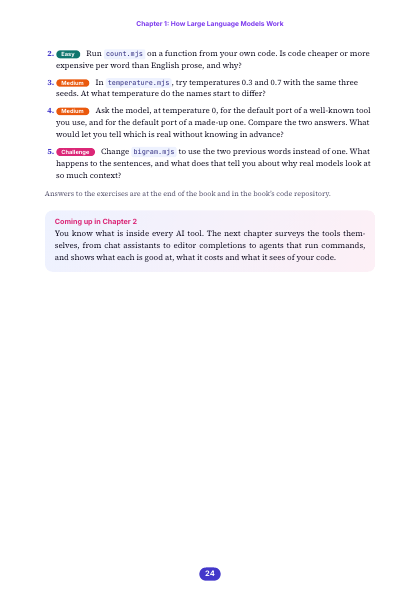 Chapter 1: How Large Language Models Work
2. Easy Run count.mjs on a function from your own code. Is code cheaper or more
expensive per word than English prose, and why?
3. Medium In temperature.mjs, try temperatures 0.3 and 0.7 with the same three
seeds. At what temperature do the names start to differ?
4. Medium Ask the model, at temperature 0, for the default port of a well-known tool
you use, and for the default port of a made-up one. Compare the two answers. What
would let you tell which is real without knowing in advance?
5. Challenge Change bigram.mjs to use the two previous words instead of one. What
happens to the sentences, and what does that tell you about why real models look at
so much context?
Answers to the exercises are at the end of the book and in the book's code repository.
Coming up in Chapter 2
You know what is inside every AI tool. The next chapter surveys the tools them-
selves, from chat assistants to editor completions to agents that run commands,
and shows what each is good at, what it costs and what it sees of your code.
24